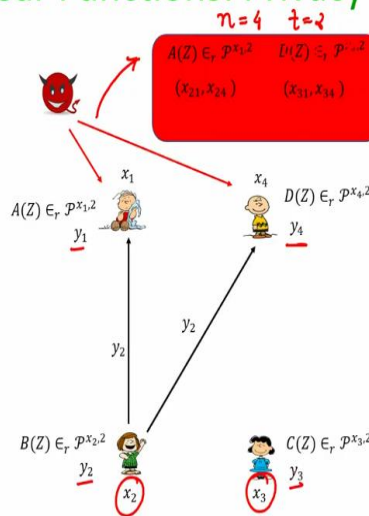 n=4 t=2
A(Z) ∈ᵣ 𝒫^{x₁,2}
(x₂₁,x₂₄) (x₃₁,x₃₄)
x₁ x₄
A(Z) ∈ᵣ 𝒫^{x₁,2} D(Z) ∈ᵣ 𝒫^{x₄,2}
y₁ y₄
y₂
y₂
B(Z) ∈ᵣ 𝒫^{x₂,2} C(Z) ∈ᵣ 𝒫^{x₃,2}
y₂ y₃
x₂ x₃